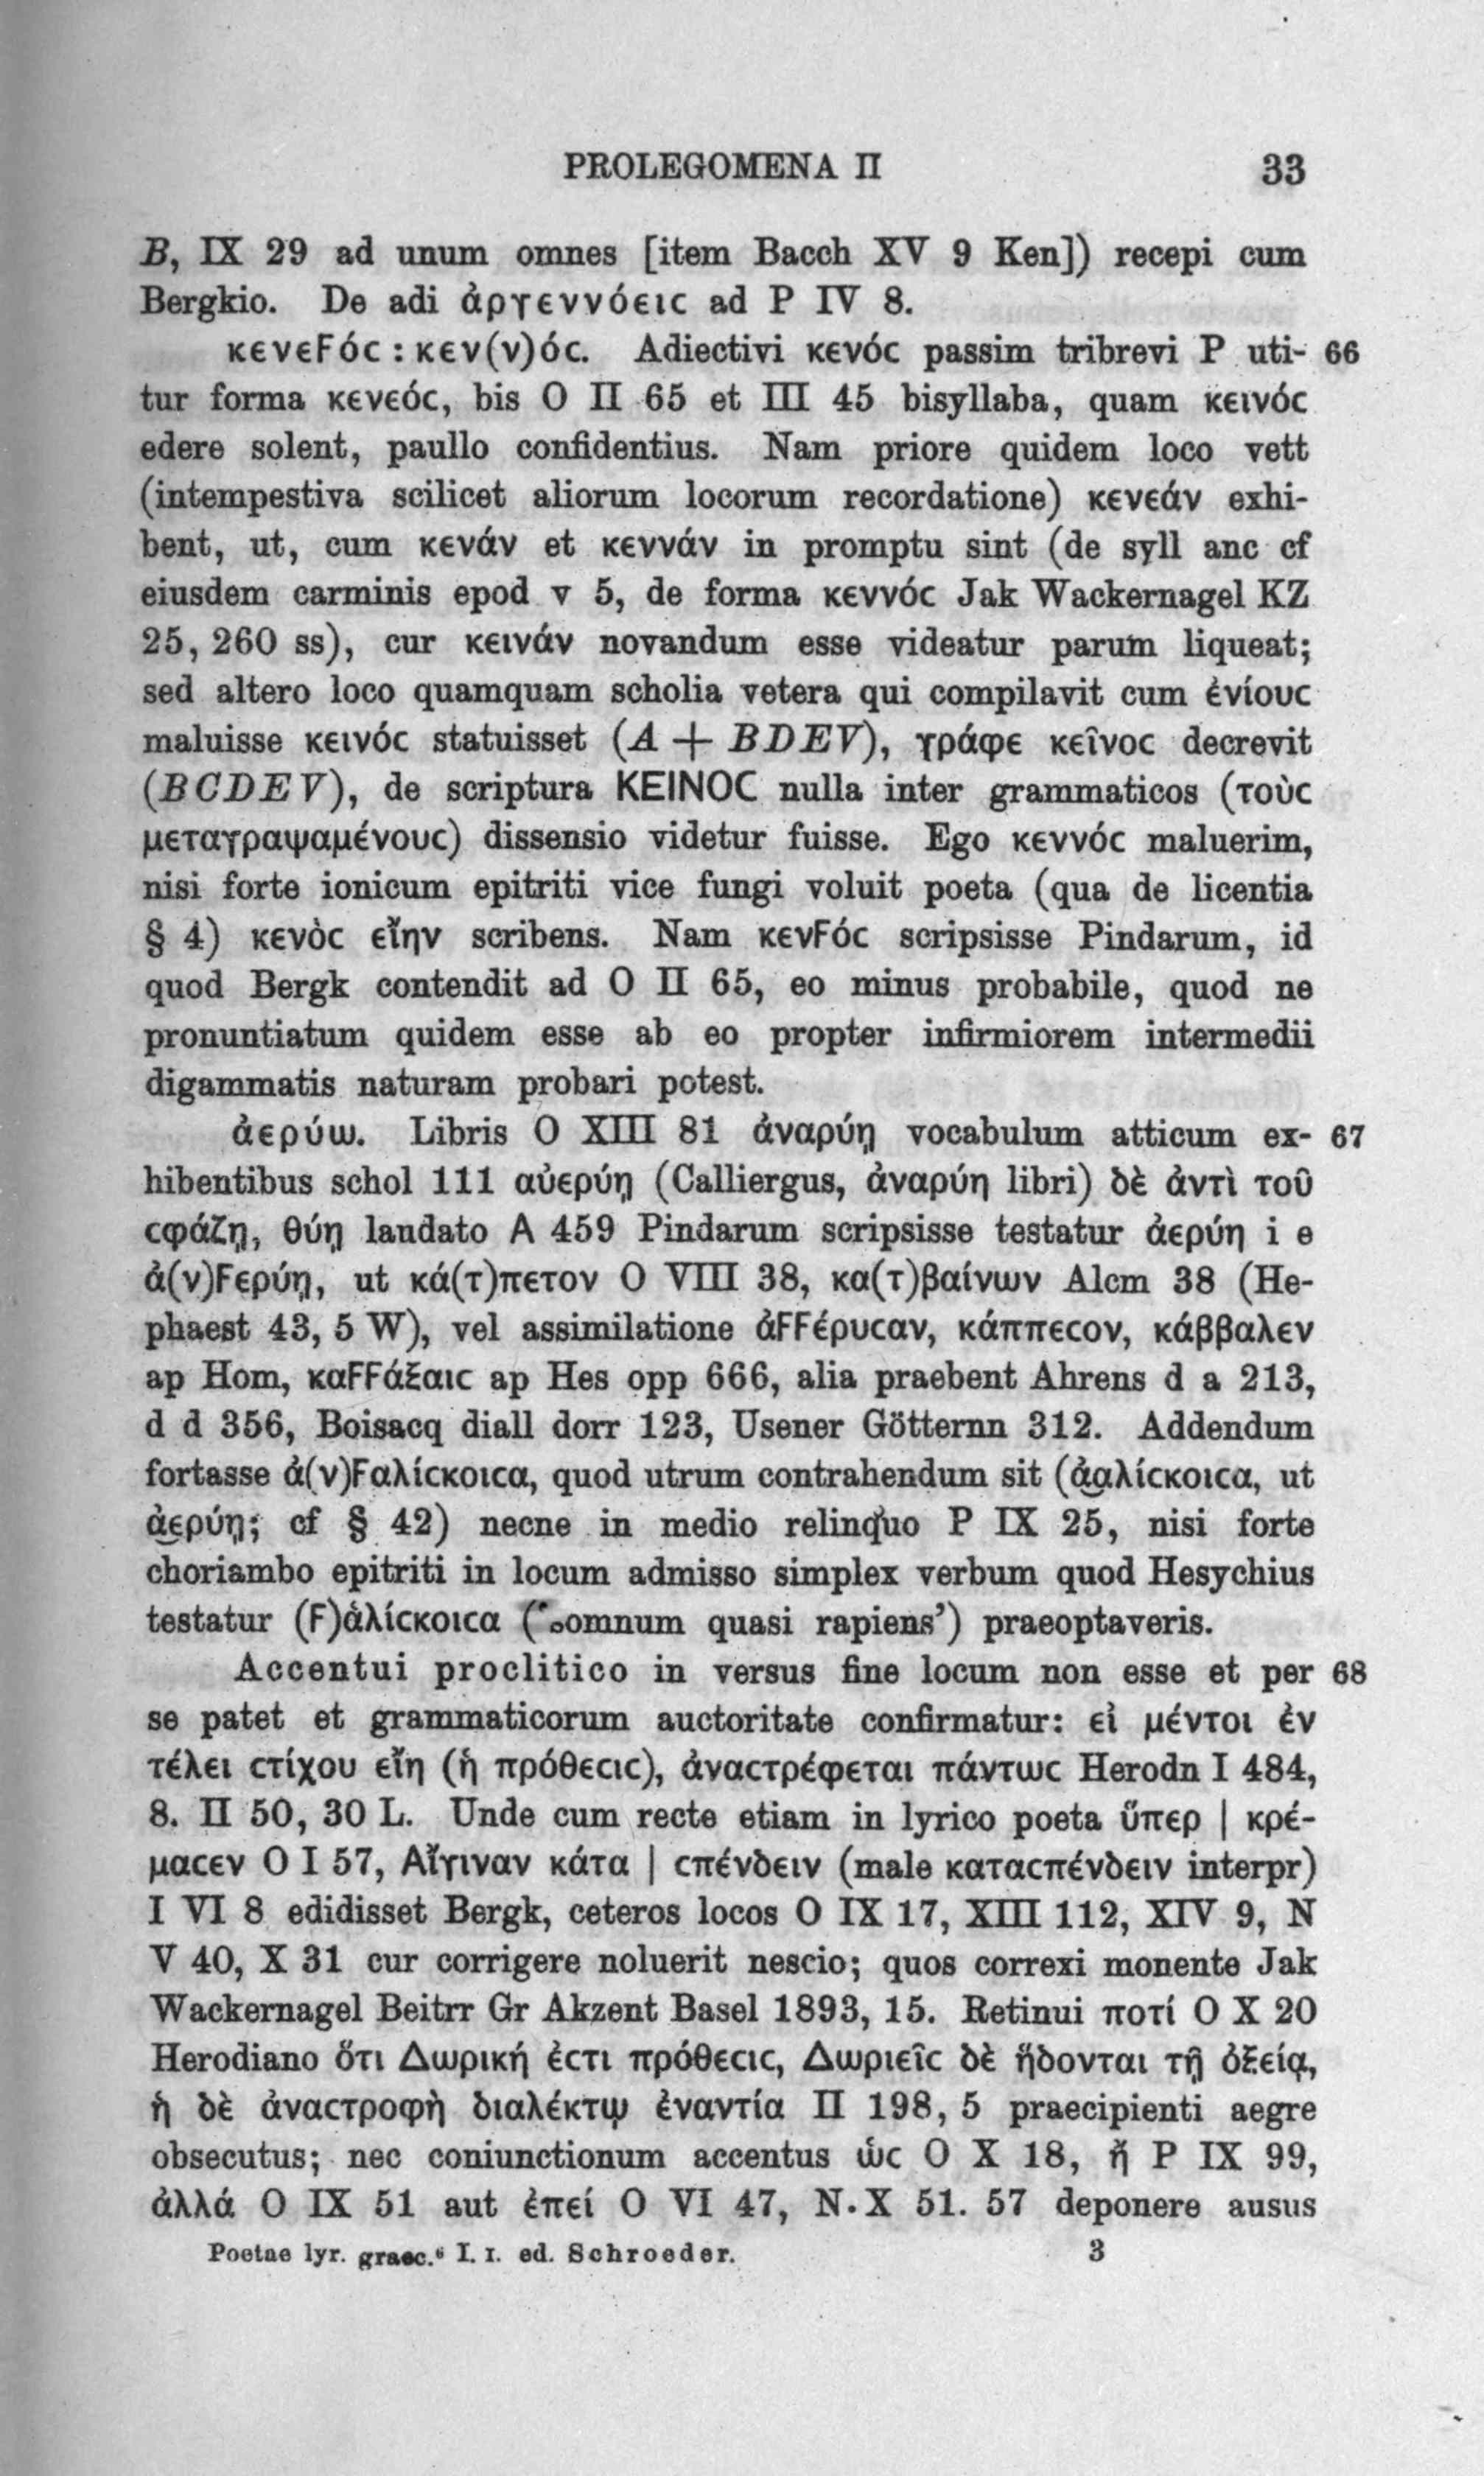 PROLEGOMENA II 33
B, IX 29 ad unum omnes [item Bacch XV 9 Ken]) recepi cum
Bergkio. De adi ἀργεννόειϲ ad P IV 8.
κενεϝόϲ : κεν(ν)όϲ. Adiectivi κενόϲ passim tribrevi P uti- 66
tur forma κενεόϲ, bis O II 65 et III 45 bisyllaba, quam κεινόϲ
edere solent, paullo confidentius. Nam priore quidem loco vett
(intempestiva scilicet aliorum locorum recordatione) κενεάν exhi-
bent, ut, cum κενάν et κεννάν in promptu sint (de syll anc cf
eiusdem carminis epod v 5, de forma κεννόϲ Jak Wackernagel KZ
25, 260 ss), cur κεινάν novandum esse videatur parum liqueat;
sed altero loco quamquam scholia vetera qui compilavit cum ἐνίουϲ
maluisse κεινόϲ statuisset (A + BDEV), γράφε κεῖνοϲ decrevit
(BCDEV), de scriptura ΚΕΙΝΟϹ nulla inter grammaticos (τοὺϲ
μεταγραψαμένουϲ) dissensio videtur fuisse. Ego κεννόϲ maluerim,
nisi forte ionicum epitriti vice fungi voluit poeta (qua de licentia
§ 4) κενὸϲ εἴην scribens. Nam κενϝόϲ scripsisse Pindarum, id
quod Bergk contendit ad O II 65, eo minus probabile, quod ne
pronuntiatum quidem esse ab eo propter infirmiorem intermedii
digammatis naturam probari potest.
ἀερύω. Libris O XIII 81 ἀναρύῃ vocabulum atticum ex- 67
hibentibus schol 111 αὐερύῃ (Calliergus, ἀναρύη libri) δὲ ἀντὶ τοῦ
ϲφάζῃ, θύῃ laudato A 459 Pindarum scripsisse testatur ἀερύη i e
ἀ(ν)ϝερύῃ, ut κά(τ)πετον O VIII 38, κα(τ)βαίνων Alcm 38 (He-
phaest 43, 5 W), vel assimilatione ἀϝϝέρυϲαν, κάππεϲον, κάββαλεν
ap Hom, καϝϝάξαιϲ ap Hes opp 666, alia praebent Ahrens d a 213,
d d 356, Boisacq diall dorr 123, Usener Götternn 312. Addendum
fortasse ἀ(ν)ϝαλίϲκοιϲα, quod utrum contrahendum sit (ἀ͜αλίϲκοιϲα, ut
ἀ͜ερύῃ; cf § 42) necne in medio relinquo P IX 25, nisi forte
choriambo epitriti in locum admisso simplex verbum quod Hesychius
testatur (ϝ)ἀλίϲκοιϲα (‘somnum quasi rapiens’) praeoptaveris.
Accentui proclitico in versus fine locum non esse et per 68
se patet et grammaticorum auctoritate confirmatur: εἰ μέντοι ἐν
τέλει ϲτίχου εἴη (ἡ πρόθεϲιϲ), ἀναϲτρέφεται πάντωϲ Herodn I 484,
8. II 50, 30 L. Unde cum recte etiam in lyrico poeta ὕπερ | κρέ-
μαϲεν O I 57, Αἴγιναν κάτα | ϲπένδειν (male καταϲπένδειν interpr)
I VI 8 edidisset Bergk, ceteros locos O IX 17, XIII 112, XIV 9, N
V 40, X 31 cur corrigere noluerit nescio; quos correxi monente Jak
Wackernagel Beitrr Gr Akzent Basel 1893, 15. Retinui ποτί O X 20
Herodiano ὅτι Δωρική ἐϲτι πρόθεϲιϲ, Δωριεῖϲ δὲ ἥδονται τῇ ὀξείᾳ,
ἡ δὲ ἀναϲτροφὴ διαλέκτῳ ἐναντία II 198, 5 praecipienti aegre
obsecutus; nec coniunctionum accentus ὥϲ O X 18, ἤ P IX 99,
ἀλλά O IX 51 aut ἐπεί O VI 47, N. X 51. 57 deponere ausus
Poetae lyr. graec.⁶ I. 1. ed. Schroeder. 3